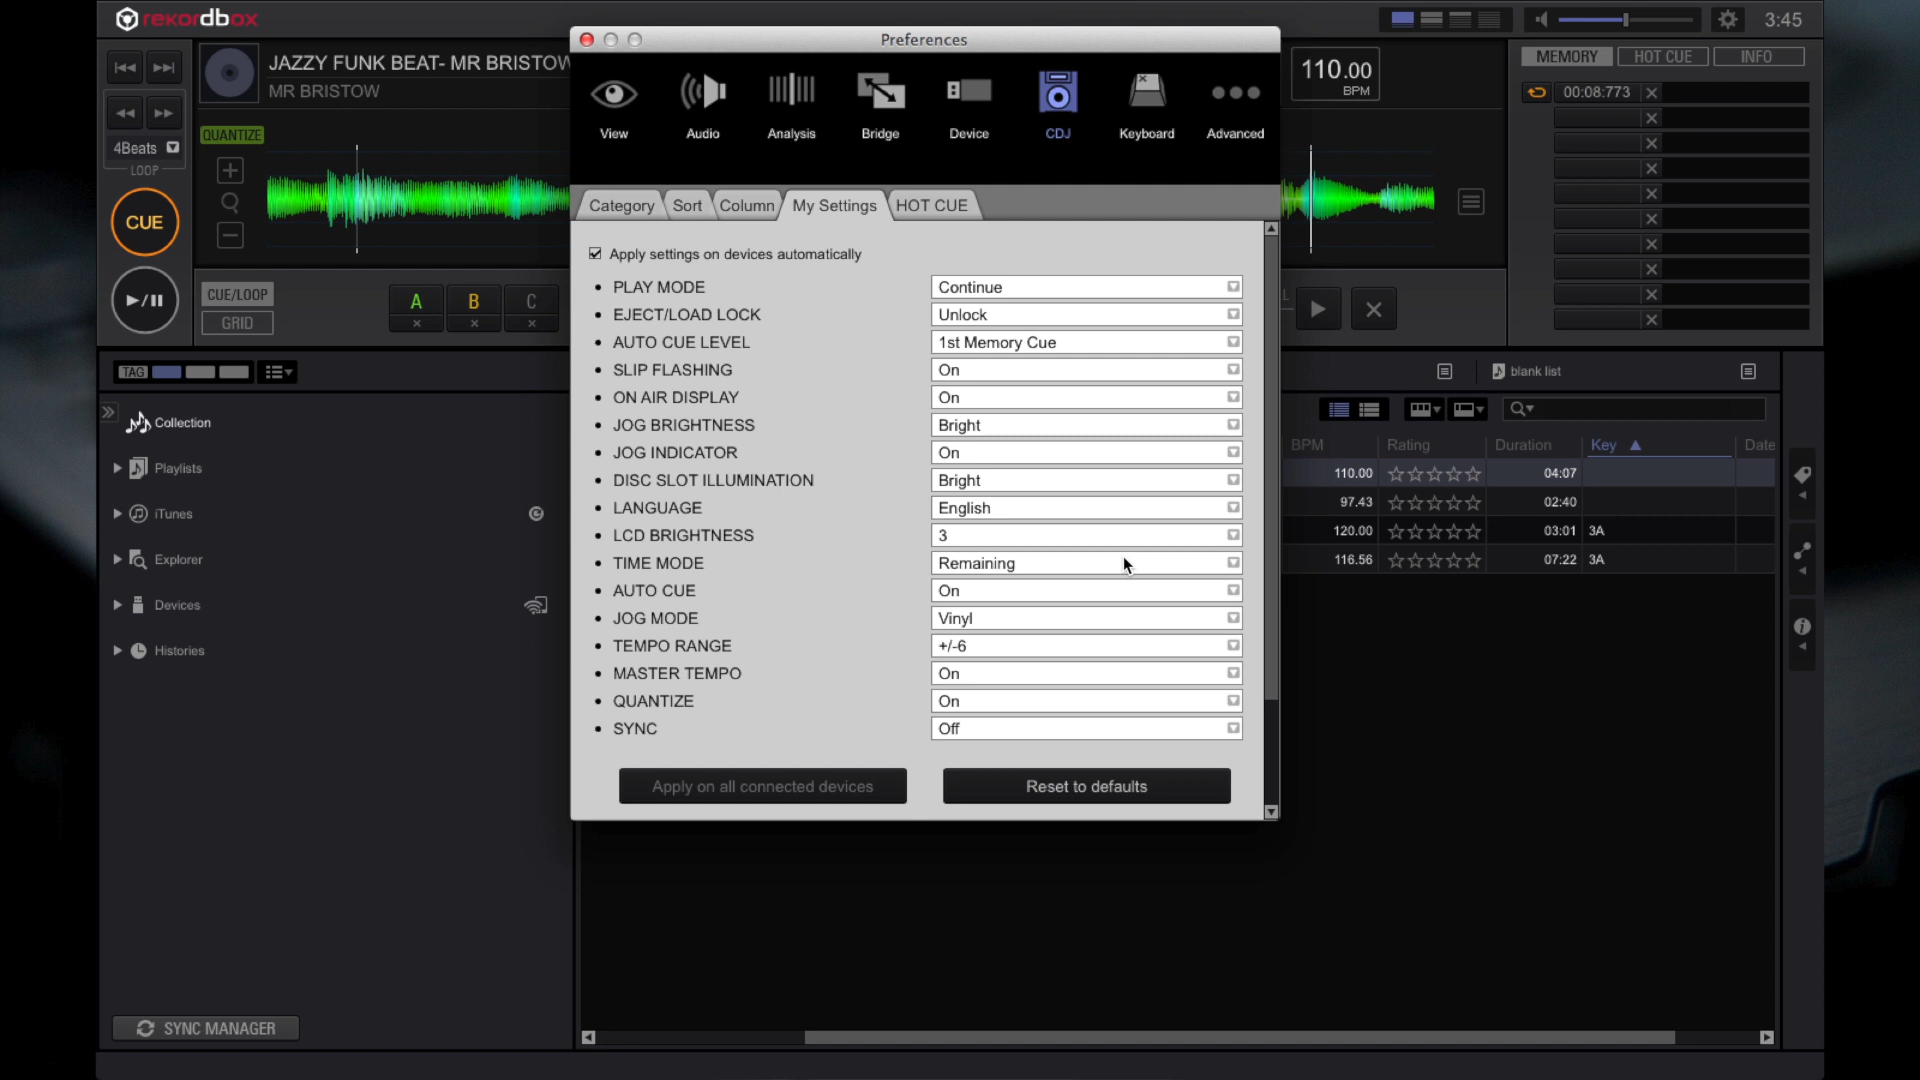 rekordbox
3:45
JAZZY FUNK BEAT- MR BRISTOW
MR BRISTOW
QUANTIZE
4Beats
LOOP
CUE
CUE/LOOP
GRID
A
B
C
Preferences
View
Audio
Analysis
Bridge
Device
CDJ
Keyboard
Advanced
Category
Sort
Column
My Settings
HOT CUE
Apply settings on devices automatically
PLAY MODE Continue
EJECT/LOAD LOCK Unlock
AUTO CUE LEVEL 1st Memory Cue
SLIP FLASHING On
ON AIR DISPLAY On
JOG BRIGHTNESS Bright
JOG INDICATOR On
DISC SLOT ILLUMINATION Bright
LANGUAGE English
LCD BRIGHTNESS 3
TIME MODE Remaining
AUTO CUE On
JOG MODE Vinyl
TEMPO RANGE +/-6
MASTER TEMPO On
QUANTIZE On
SYNC Off
Apply on all connected devices
Reset to defaults
110.00
BPM
MEMORY
HOT CUE
INFO
00:08:773
TAG
Collection
Playlists
iTunes
Explorer
Devices
Histories
SYNC MANAGER
blank list
BPM Rating Duration Key Date
110.00 04:07
97.43 02:40
120.00 03:01 3A
116.56 07:22 3A